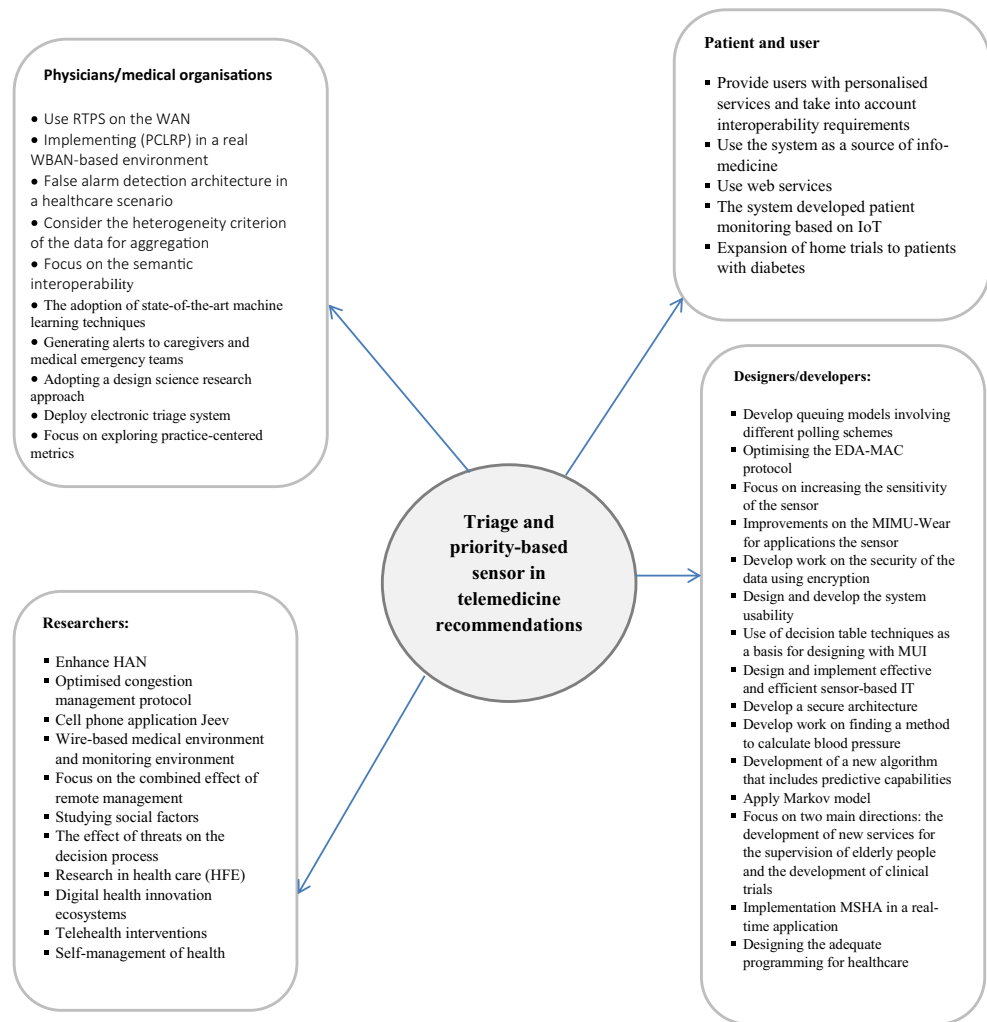 Physicians/medical organisations
● Use RTPS on the WAN
● Implementing (PCLRP) in a real
WBAN-based environment
● False alarm detection architecture in
a healthcare scenario
● Consider the heterogeneity criterion
of the data for aggregation
● Focus on the semantic
interoperability
● The adoption of state-of-the-art machine
learning techniques
● Generating alerts to caregivers and
medical emergency teams
● Adopting a design science research
approach
● Deploy electronic triage system
● Focus on exploring practice-centered
metrics
Patient and user
▪ Provide users with personalised
services and take into account
interoperability requirements
▪ Use the system as a source of info-
medicine
▪ Use web services
▪ The system developed patient
monitoring based on IoT
▪ Expansion of home trials to patients
with diabetes
Triage and
priority-based
sensor in
telemedicine
recommendations
Researchers:
▪ Enhance HAN
▪ Optimised congestion
management protocol
▪ Cell phone application Jeev
▪ Wire-based medical environment
and monitoring environment
▪ Focus on the combined effect of
remote management
▪ Studying social factors
▪ The effect of threats on the
decision process
▪ Research in health care (HFE)
▪ Digital health innovation
ecosystems
▪ Telehealth interventions
▪ Self-management of health
Designers/developers:
▪ Develop queuing models involving
different polling schemes
▪ Optimising the EDA-MAC
protocol
▪ Focus on increasing the sensitivity
of the sensor
▪ Improvements on the MIMU-Wear
for applications the sensor
▪ Develop work on the security of the
data using encryption
▪ Design and develop the system
usability
▪ Use of decision table techniques as
a basis for designing with MUI
▪ Design and implement effective
and efficient sensor-based IT
▪ Develop a secure architecture
▪ Develop work on finding a method
to calculate blood pressure
▪ Development of a new algorithm
that includes predictive capabilities
▪ Apply Markov model
▪ Focus on two main directions: the
development of new services for
the supervision of elderly people
and the development of clinical
trials
▪ Implementation MSHA in a real-
time application
▪ Designing the adequate
programming for healthcare